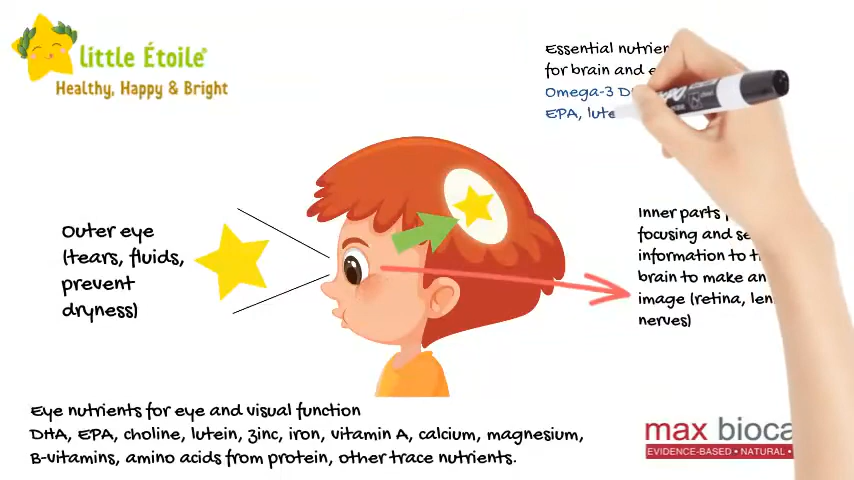 little Étoile®
Healthy, Happy & Bright
Essential nutrien
for brain and e
Omega-3 D
EPA, lute
Outer eye
(tears, fluids,
prevent
dryness)
Inner parts
focusing and se
information to t
brain to make an
image (retina, len
nerves)
Eye nutrients for eye and visual function
DHA, EPA, choline, lutein, zinc, iron, vitamin A, calcium, magnesium,
B-vitamins, amino acids from protein, other trace nutrients.
max bioca
EVIDENCE-BASED • NATURAL •